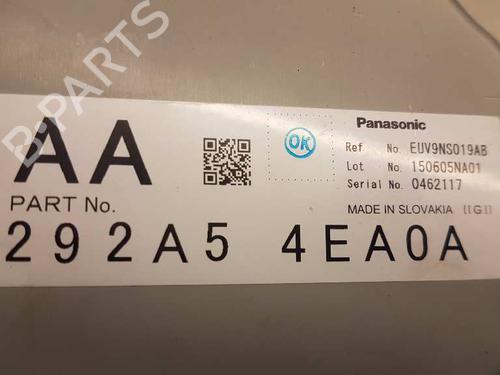 B-PARTS
AA
OK
Panasonic
Ref No. EUV9NS019AB
Lot No. 150605NA01
Serial No. 0462117
PART No.
MADE IN SLOVAKIA [[G]]
292A5 4EA0A